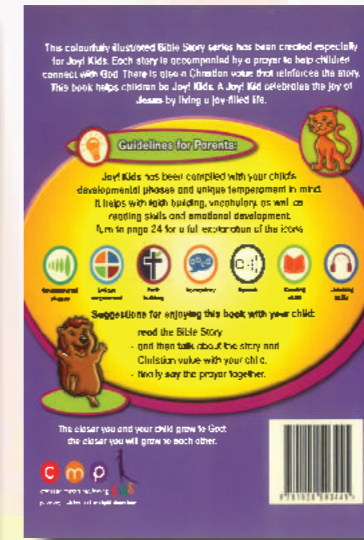 This colourfully illustrated Bible Story series has been created especially
for Joy! Kids. Each story is accompanied by a prayer to help children
connect with God. There is also a Christian value that reinforces the story.
This book helps children be Joy! Kids. A Joy! Kid celebrates the joy of
Jesus by living a joy-filled life.
Guidelines for Parents:
Joy! Kids has been compiled with your child's
developmental phases and unique temperament in mind.
It helps with faith building, vocabulary, as well as
reading skills and emotional development.
Turn to page 24 for a full explanation of the icons
building
Suggestions for enjoying this book with your child:
read the Bible Story
- and then talk about the story and
Christian value with your child.
- finally say the prayer together.
The closer you and your child grow to God:
the closer you will grow to each other.
cmp
kids